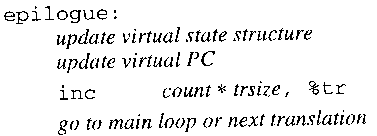 epilogue:
update virtual state structure
update virtual PC
inc count * trsize, %tr
go to main loop or next translation